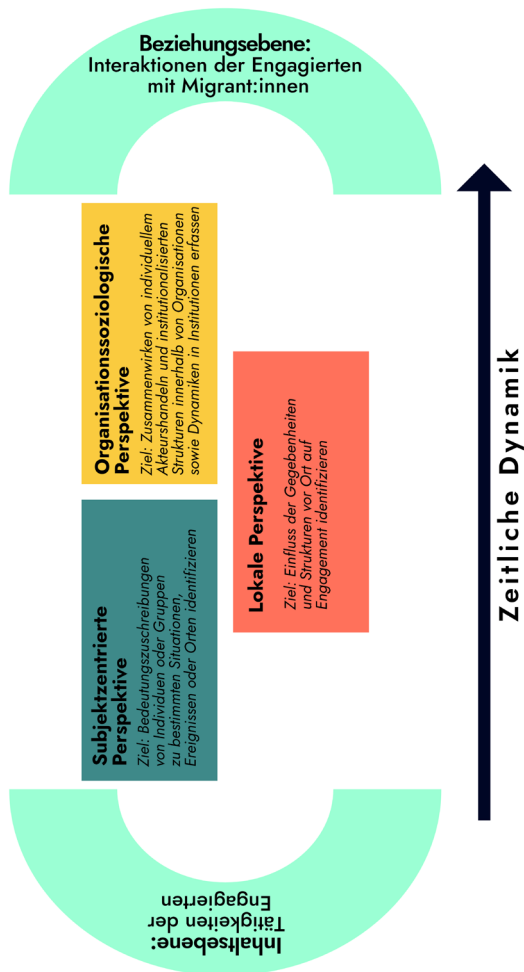 Beziehungsebene:
Interaktionen der Engagierten
mit Migrant:innen
Organisationssoziologische
Perspektive
Ziel: Zusammenwirken von individuellem
Akteurshandeln und institutionalisierten
Strukturen innerhalb von Organisationen
sowie Dynamiken in Institutionen erfassen
Subjektzentrierte
Perspektive
Ziel: Bedeutungszuschreibungen
von Individuen oder Gruppen
zu bestimmten Situationen,
Ereignissen oder Orten identifizieren
Lokale Perspektive
Ziel: Einfluss der Gegebenheiten
und Strukturen vor Ort auf
Engagement identifizieren
Zeitliche Dynamik
Inhaltsebene:
Tätigkeiten der
Engagierten